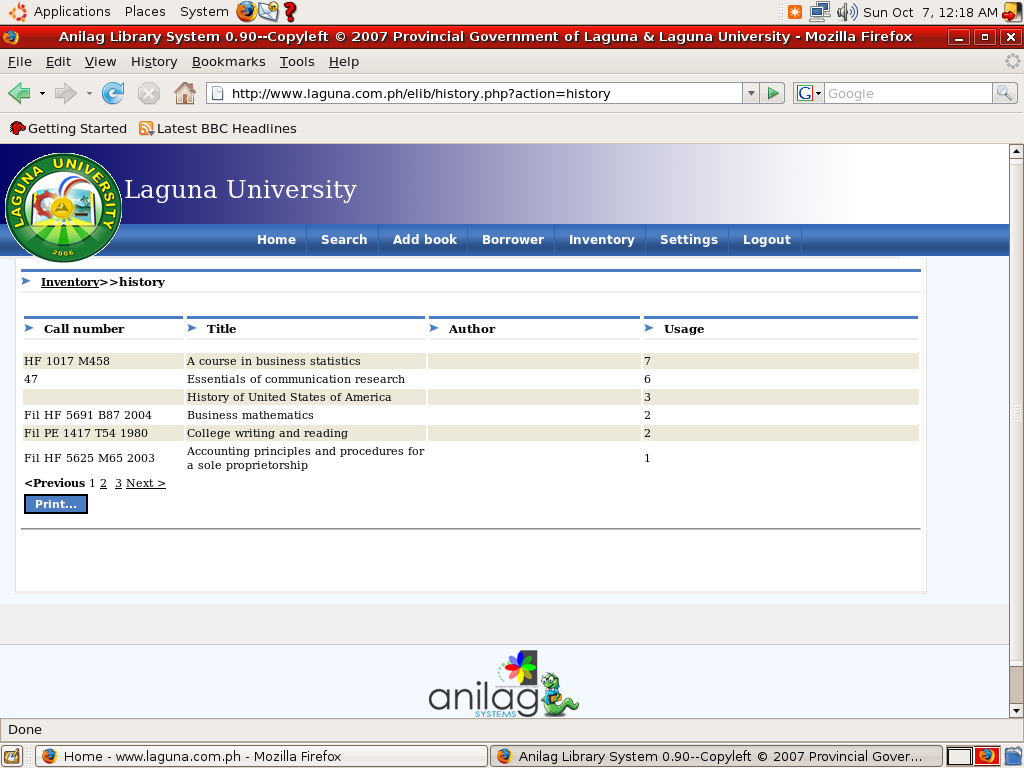 Applications Places System Sun Oct 7, 12:18 AM
Anilag Library System 0.90--Copyleft © 2007 Provincial Government of Laguna & Laguna University - Mozilla Firefox
File Edit View History Bookmarks Tools Help
http://www.laguna.com.ph/elib/history.php?action=history G Google
Getting Started Latest BBC Headlines
LAGUNA UNIVERSITY
2006
Laguna University
Home Search Add book Borrower Inventory Settings Logout
Inventory>>history
Call number Title Author Usage
HF 1017 M458 A course in business statistics 7
47 Essentials of communication research 6
History of United States of America 3
Fil HF 5691 B87 2004 Business mathematics 2
Fil PE 1417 T54 1980 College writing and reading 2
Fil HF 5625 M65 2003 Accounting principles and procedures for 1
a sole proprietorship
<Previous 1 2 3 Next >
Print...
anilag
SYSTEMS
Done
Home - www.laguna.com.ph - Mozilla Firefox Anilag Library System 0.90--Copyleft © 2007 Provincial Gover...